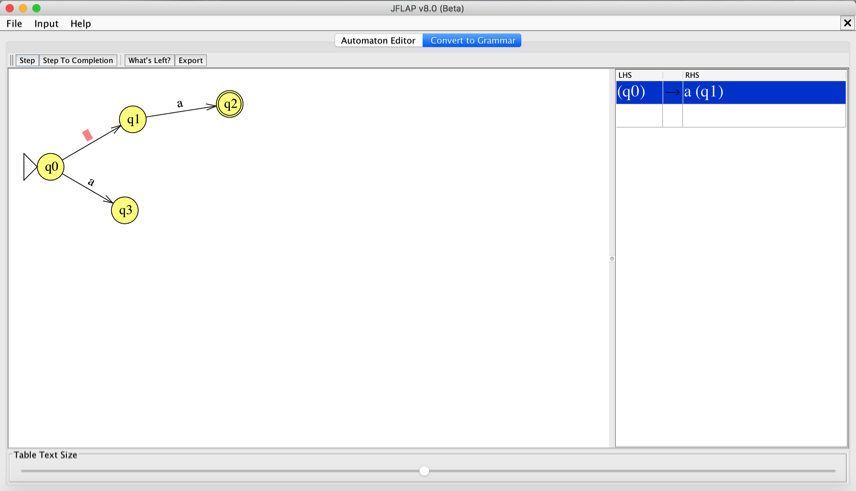 JFLAP v8.0 (Beta)
File Input Help
Automaton Editor Convert to Grammar
Step Step To Completion What's Left? Export
LHS RHS
(q0) → a (q1)
q0
q1
a
q2
a
q3
Table Text Size